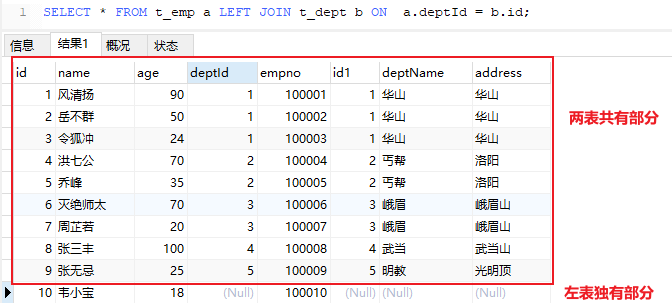 1 SELECT * FROM t_emp a LEFT JOIN t_dept b ON  a.deptId = b.id;
信息 结果1 概况 状态
id name age deptId empno id1 deptName address
1 风清扬 90 1 100001 1 华山 华山
2 岳不群 50 1 100002 1 华山 华山
3 令狐冲 24 1 100003 1 华山 华山
两表共有部分
4 洪七公 70 2 100004 2 丐帮 洛阳
5 乔峰 35 2 100005 2 丐帮 洛阳
6 灭绝师太 70 3 100006 3 峨眉 峨眉山
7 周芷若 20 3 100007 3 峨眉 峨眉山
8 张三丰 100 4 100008 4 武当 武当山
9 张无忌 25 5 100009 5 明教 光明顶
10 韦小宝 18 (Null) 100010 (Null) (Null) (Null)
左表独有部分